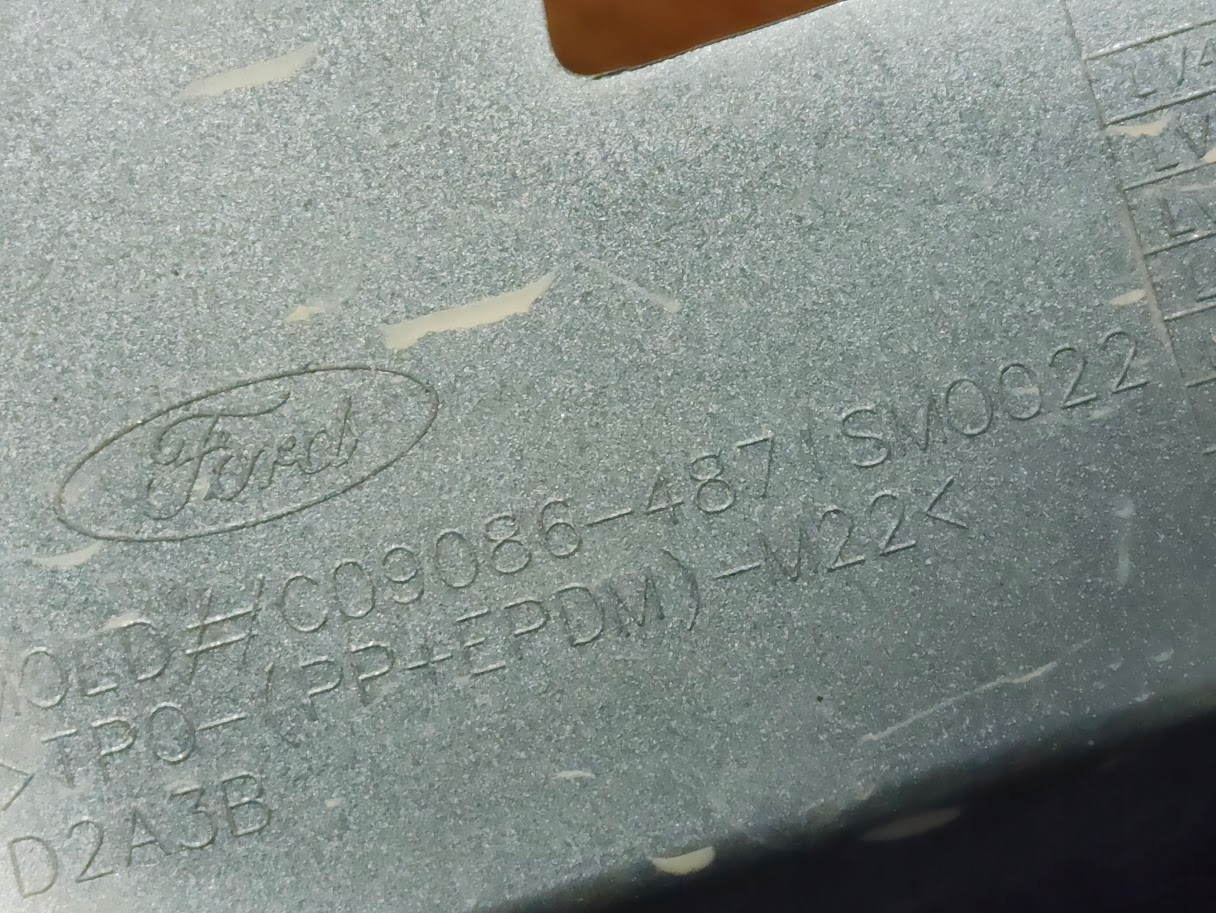 Ford
MOLD# C09086-487/SM0922
>TPO-(PP+EPDM)-M22<
D2A3B